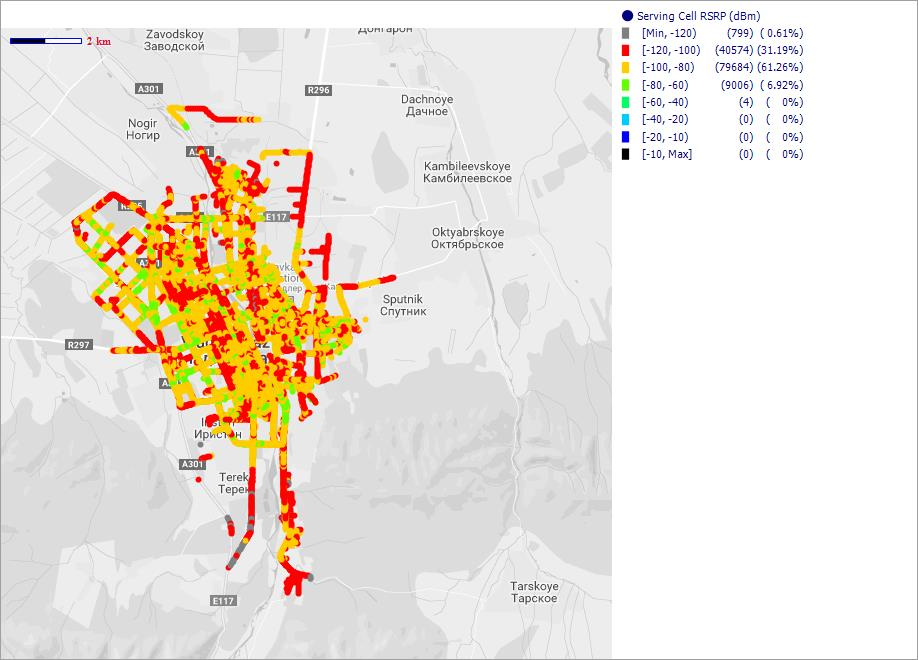 Zavodskoy
Заводской
2 km
A301
R296
Nogir
Ногир
Dachnoye
Дачное
Kambileevskoye
Камбилеевское
E117
Oktyabrskoye
Октябрьское
Sputnik
Спутник
R297
Иристон
A301
Terek
Терек
E117
Tarskoye
Тарское
Serving Cell RSRP (dBm)
[Min, -120) (799) ( 0.61%)
[-120, -100) (40574) (31.19%)
[-100, -80) (79684) (61.26%)
[-80, -60) (9006) ( 6.92%)
[-60, -40) (4) ( 0%)
[-40, -20) (0) ( 0%)
[-20, -10) (0) ( 0%)
[-10, Max] (0) ( 0%)